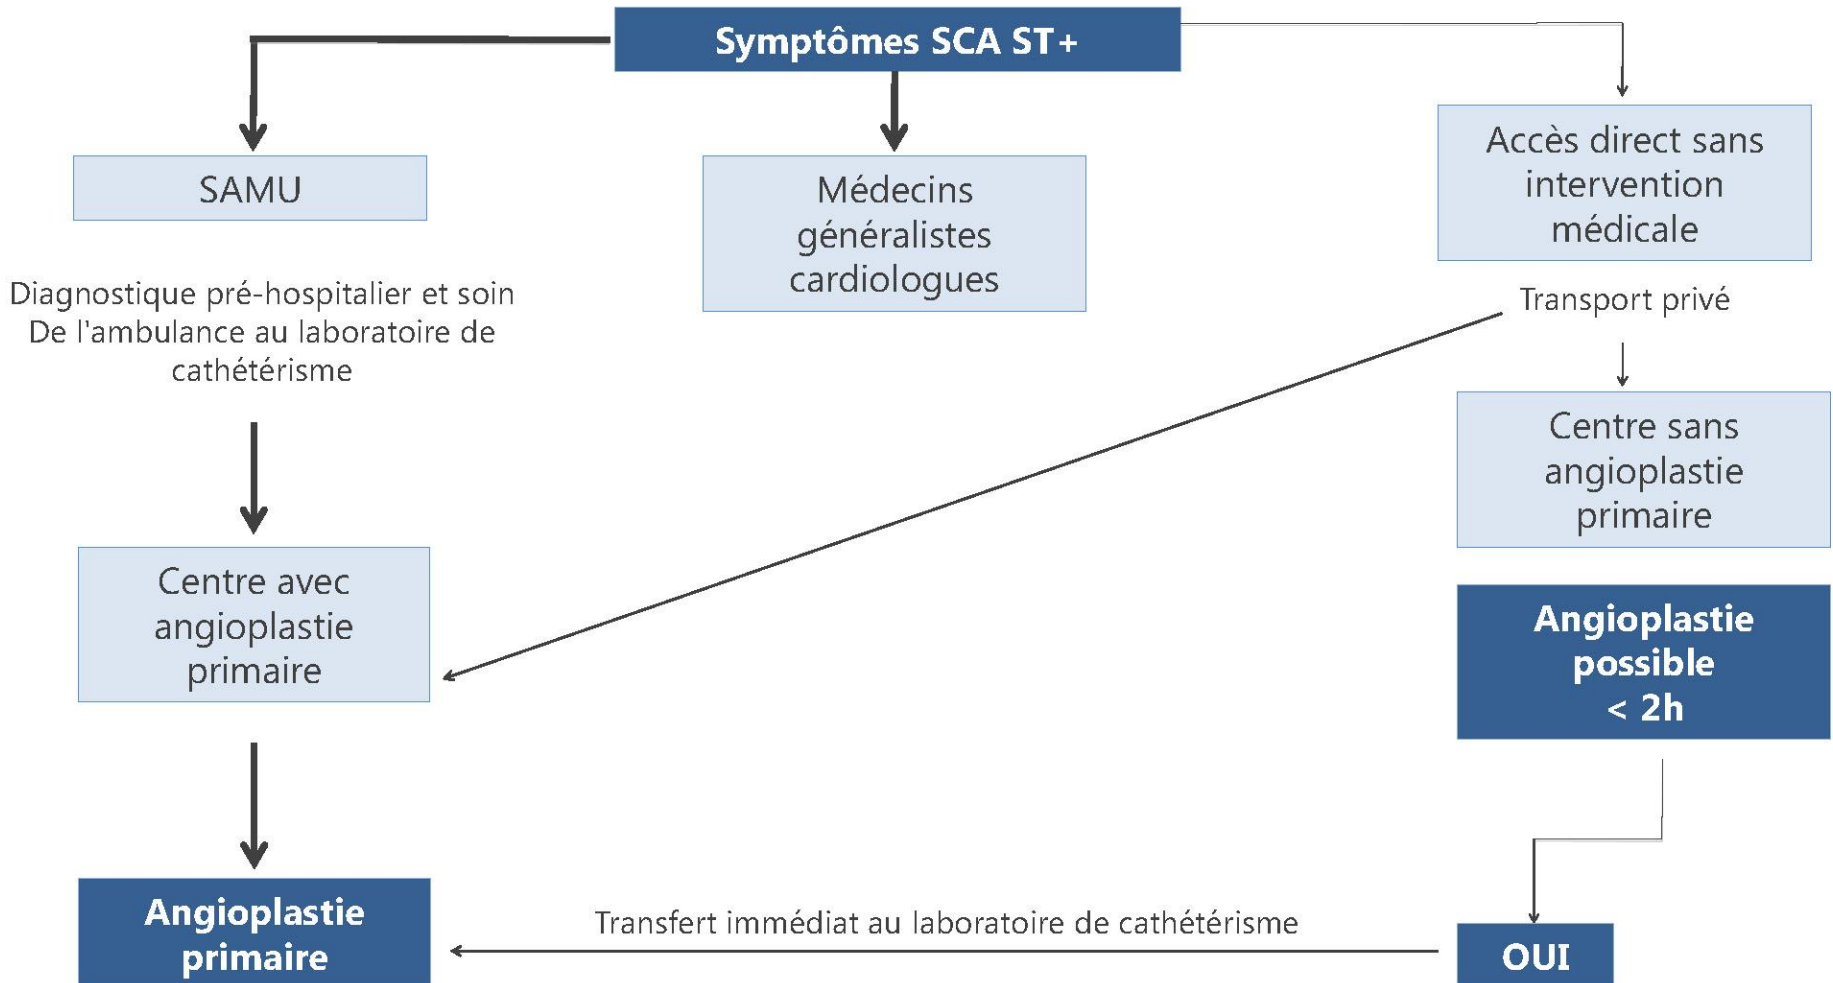 Symptômes SCA ST+
SAMU
Diagnostique pré-hospitalier et soin
De l'ambulance au laboratoire de
cathétérisme
Centre avec
angioplastie
primaire
Angioplastie
primaire
Médecins
généralistes
cardiologues
Accès direct sans
intervention
médicale
Transport privé
Centre sans
angioplastie
primaire
Angioplastie
possible
< 2h
OUI
Transfert immédiat au laboratoire de cathétérisme